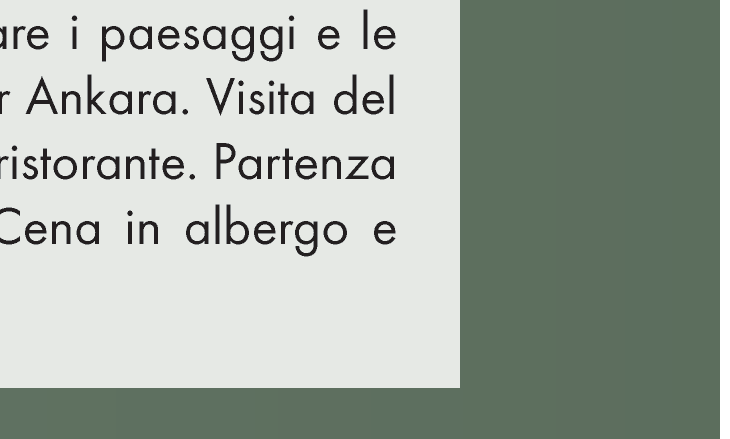 are i paesaggi e le
r Ankara. Visita del
ristorante. Partenza
Cena in albergo e